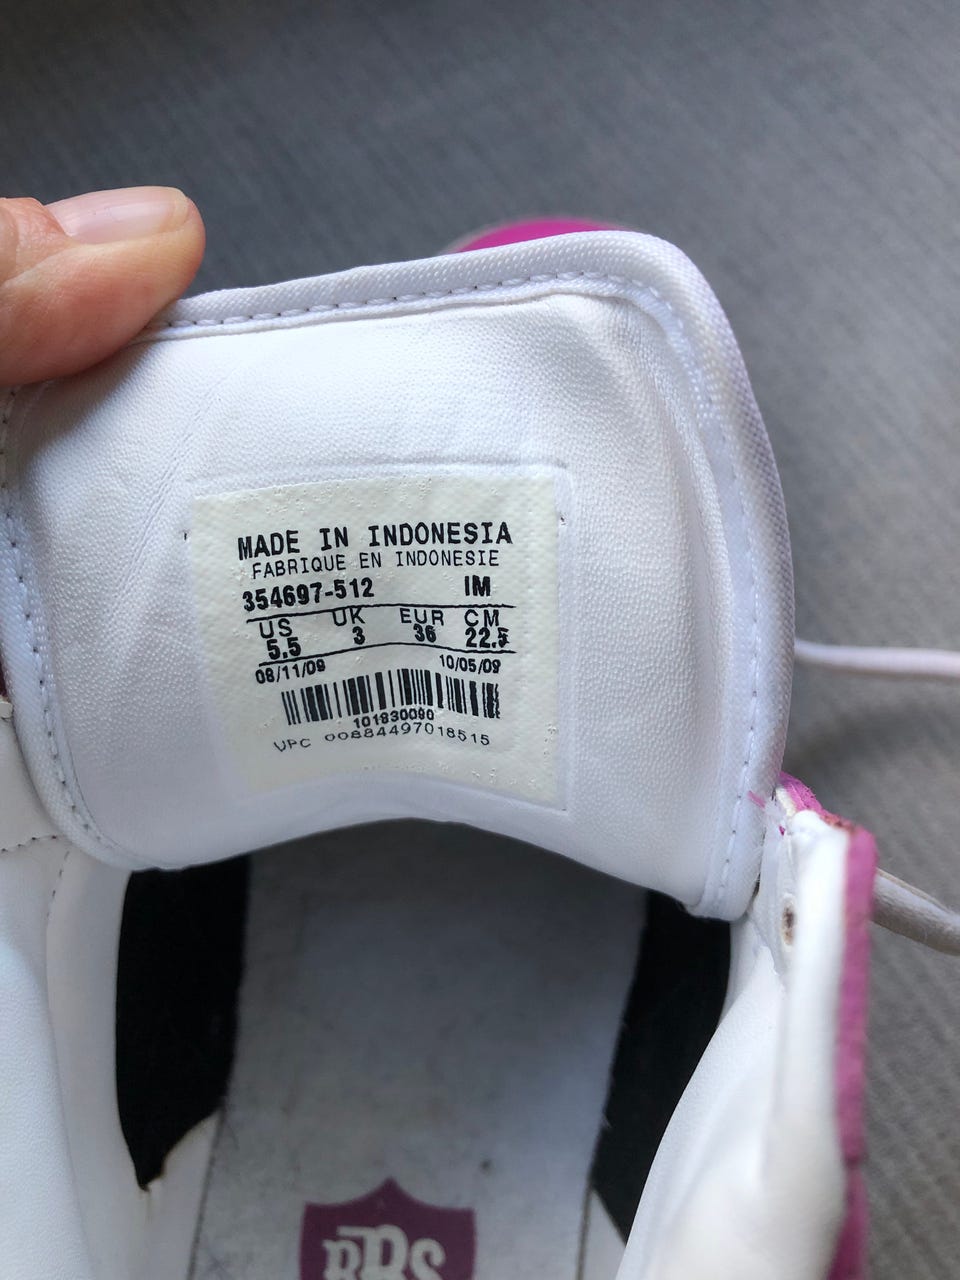 MADE IN INDONESIA
FABRIQUE EN INDONESIE
354697-512 IM
US UK EUR CM
5.5 3 36 22.5
08/11/09 10/05/09
101830090
UPC 00884497018515
BRS